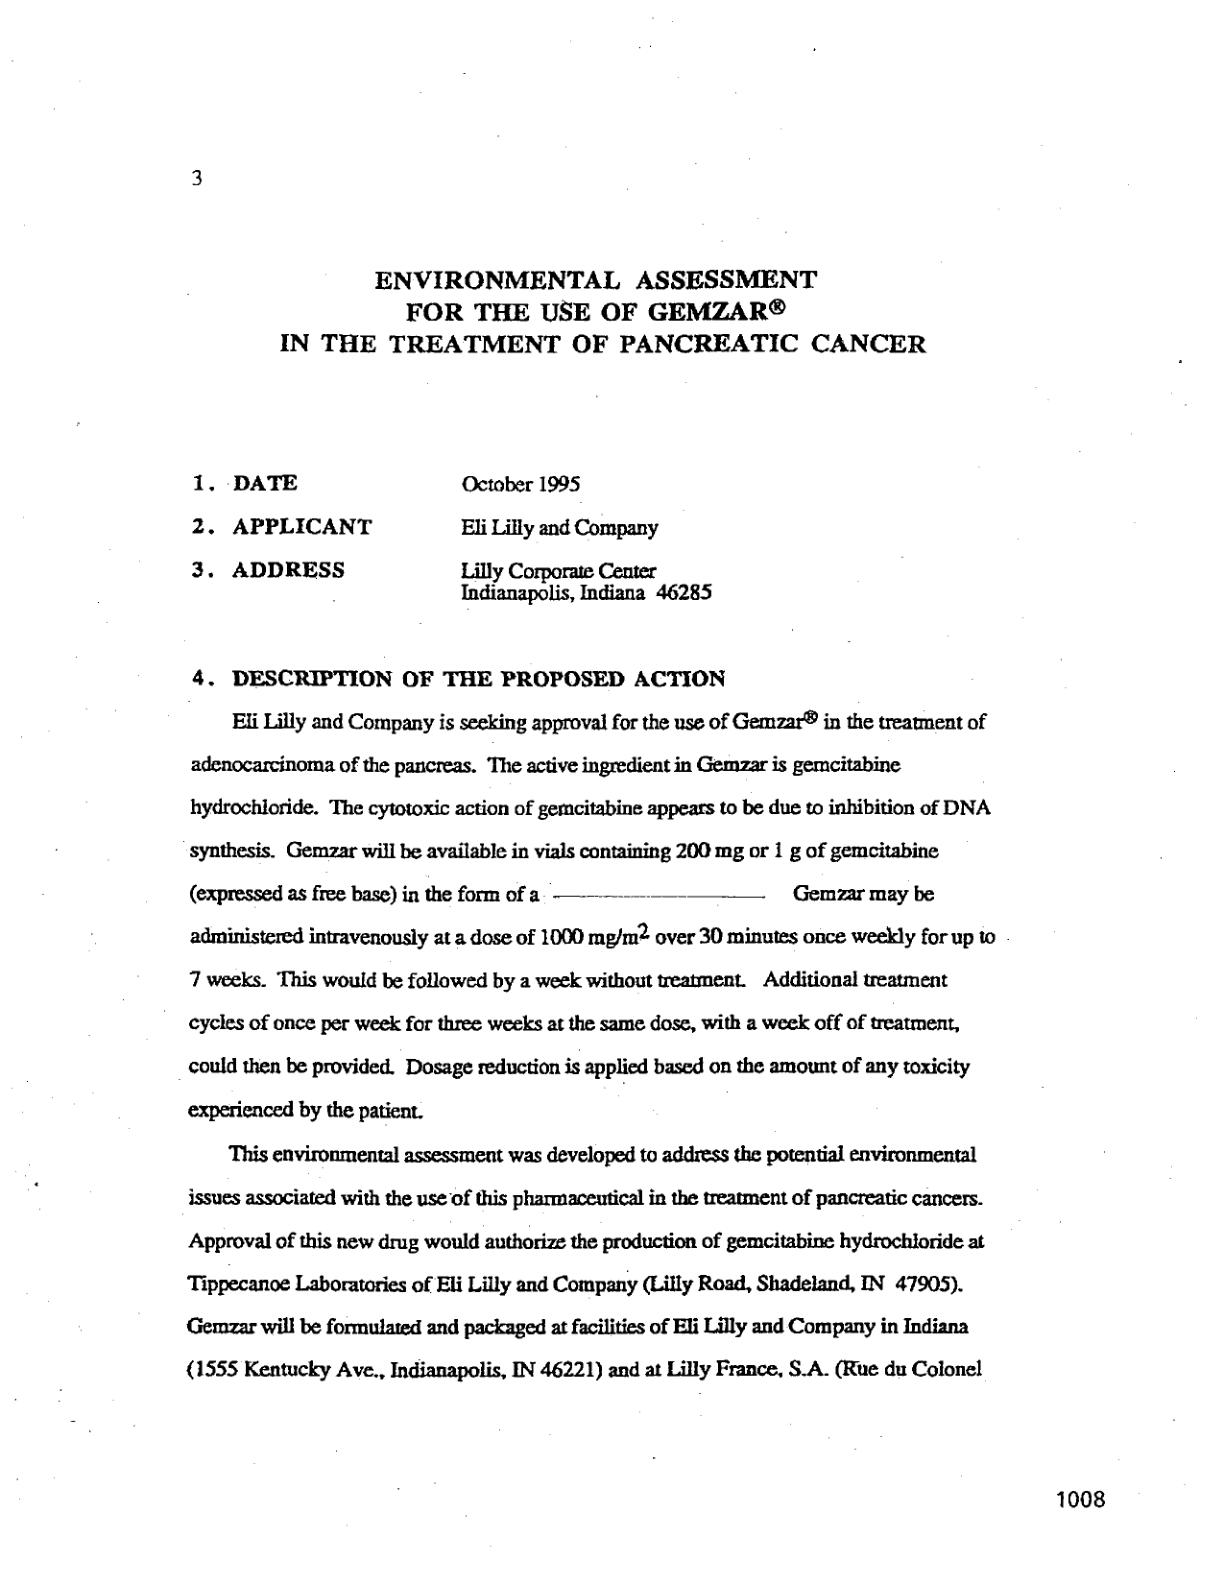 3
ENVIRONMENTAL ASSESSMENT
FOR THE USE OF GEMZAR®
IN THE TREATMENT OF PANCREATIC CANCER
1. DATE October 1995
2. APPLICANT Eli Lilly and Company
3. ADDRESS Lilly Corporate Center
Indianapolis, Indiana 46285
4. DESCRIPTION OF THE PROPOSED ACTION
Eli Lilly and Company is seeking approval for the use of Gemzar® in the treatment of
adenocarcinoma of the pancreas. The active ingredient in Gemzar is gemcitabine
hydrochloride. The cytotoxic action of gemcitabine appears to be due to inhibition of DNA
synthesis. Gemzar will be available in vials containing 200 mg or 1 g of gemcitabine
(expressed as free base) in the form of a Gemzar may be
administered intravenously at a dose of 1000 mg/m2 over 30 minutes once weekly for up to
7 weeks. This would be followed by a week without treatment. Additional treatment
cycles of once per week for three weeks at the same dose, with a week off of treatment,
could then be provided. Dosage reduction is applied based on the amount of any toxicity
experienced by the patient.
This environmental assessment was developed to address the potential environmental
issues associated with the use of this pharmaceutical in the treatment of pancreatic cancers.
Approval of this new drug would authorize the production of gemcitabine hydrochloride at
Tippecanoe Laboratories of Eli Lilly and Company (Lilly Road, Shadeland, IN 47905).
Gemzar will be formulated and packaged at facilities of Eli Lilly and Company in Indiana
(1555 Kentucky Ave., Indianapolis, IN 46221) and at Lilly France, S.A. (Rue du Colonel
1008